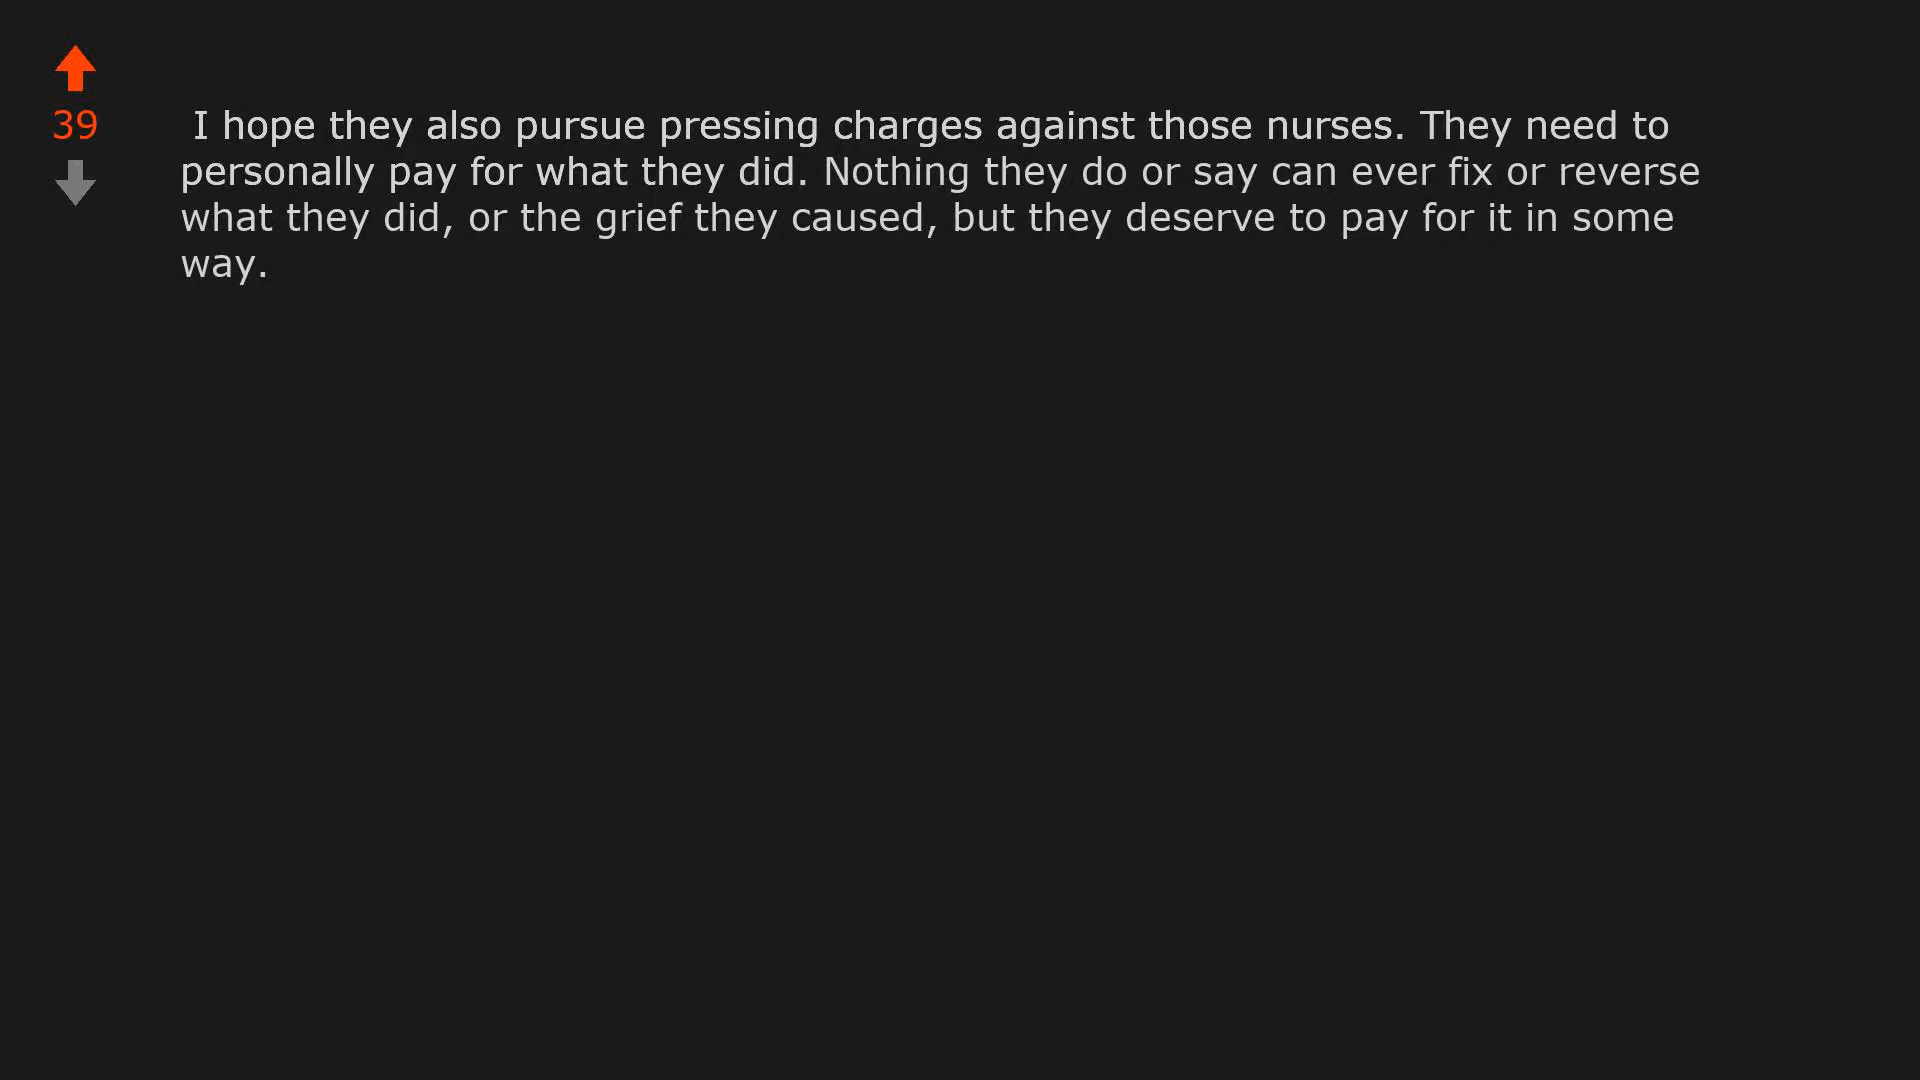 39
I hope they also pursue pressing charges against those nurses. They need to
personally pay for what they did. Nothing they do or say can ever fix or reverse
what they did, or the grief they caused, but they deserve to pay for it in some
way.